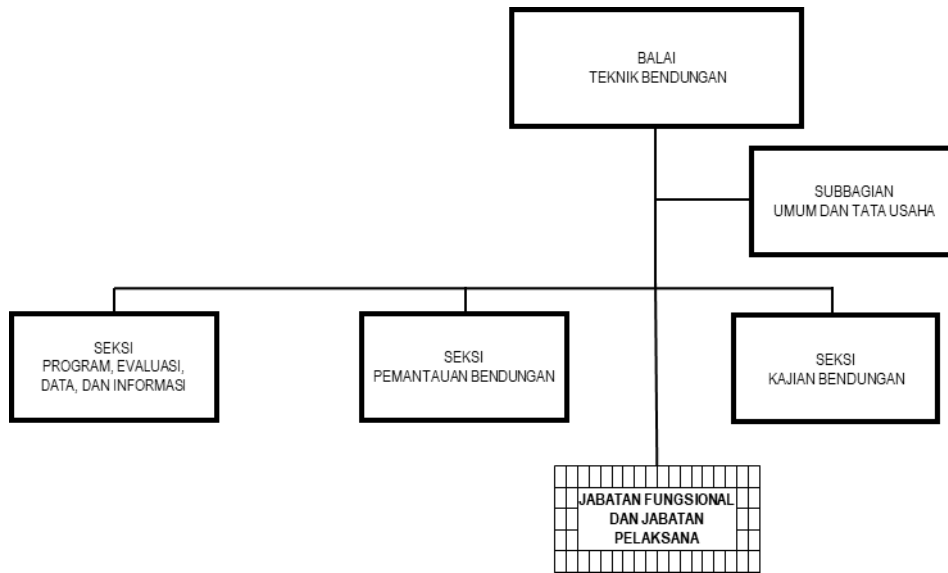 BALAI
TEKNIK BENDUNGAN
SUBBAGIAN
UMUM DAN TATA USAHA
SEKSI
PROGRAM, EVALUASI,
DATA, DAN INFORMASI
SEKSI
PEMANTAUAN BENDUNGAN
SEKSI
KAJIAN BENDUNGAN
JABATAN FUNGSIONAL
DAN JABATAN
PELAKSANA